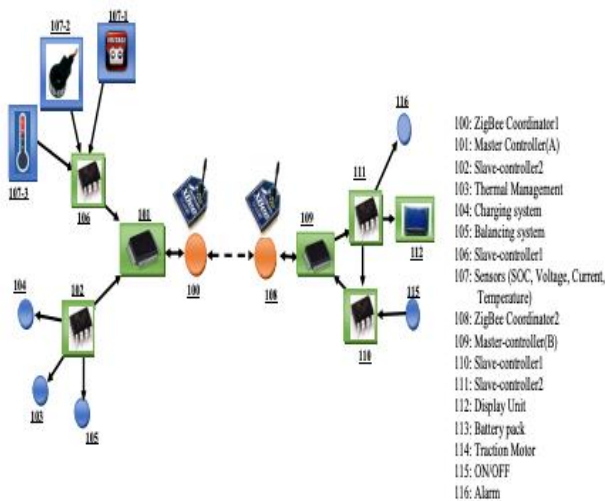 107-2
107-1
107-3
106
101
100
102
104
103
105
108
109
111
116
112
110
115
100: ZigBee Coordinator1
101: Master Controller(A)
102: Slave-controller2
103: Thermal Management
104: Charging system
105: Balancing system
106: Slave-controller1
107: Sensors (SOC, Voltage, Current,
Temperature)
108: ZigBee Coordinator2
109: Master-controller(B)
110: Slave-controller1
111: Slave-controller2
112: Display Unit
113: Battery pack
114: Traction Motor
115: ON/OFF
116: Alarm